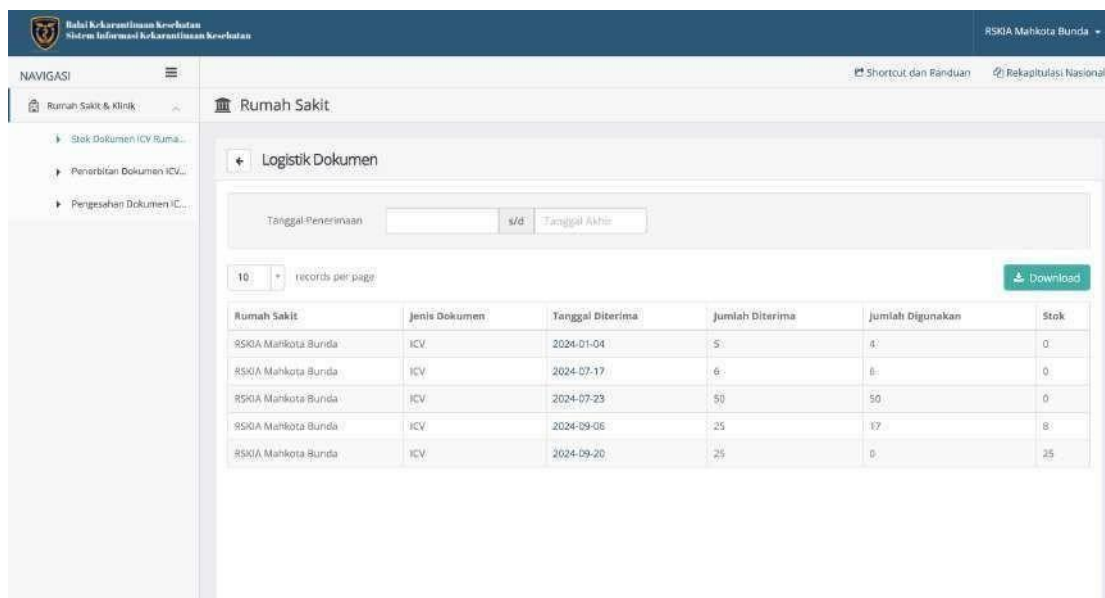 Balai Kekarantinaan Kesehatan
Sistem Informasi Kekarantinaan Kesehatan
RSKIA Mahkota Bunda
NAVIGASI
Shortcut dan Panduan
Rekapitulasi Nasional
Rumah Sakit & Klinik
Rumah Sakit
Stok Dokumen ICV Ruma...
Penerbitan Dokumen ICV...
Pengesahan Dokumen IC...
Logistik Dokumen
Tanggal Penerimaan s/d Tanggal Akhir
10 records per page
Download
Rumah Sakit Jenis Dokumen Tanggal Diterima Jumlah Diterima Jumlah Digunakan Stok
RSKIA Mahkota Bunda ICV 2024-01-04 5 4 0
RSKIA Mahkota Bunda ICV 2024-07-17 6 6 0
RSKIA Mahkota Bunda ICV 2024-07-23 50 50 0
RSKIA Mahkota Bunda ICV 2024-09-06 25 17 8
RSKIA Mahkota Bunda ICV 2024-09-20 25 0 25